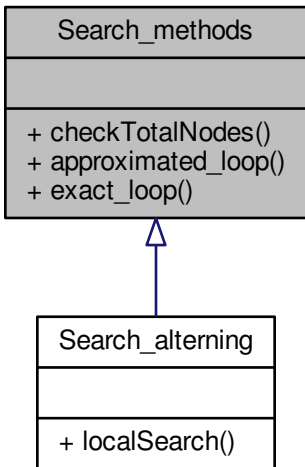 Search_methods
+ checkTotalNodes()
+ approximated_loop()
+ exact_loop()
Search_alterning
+ localSearch()